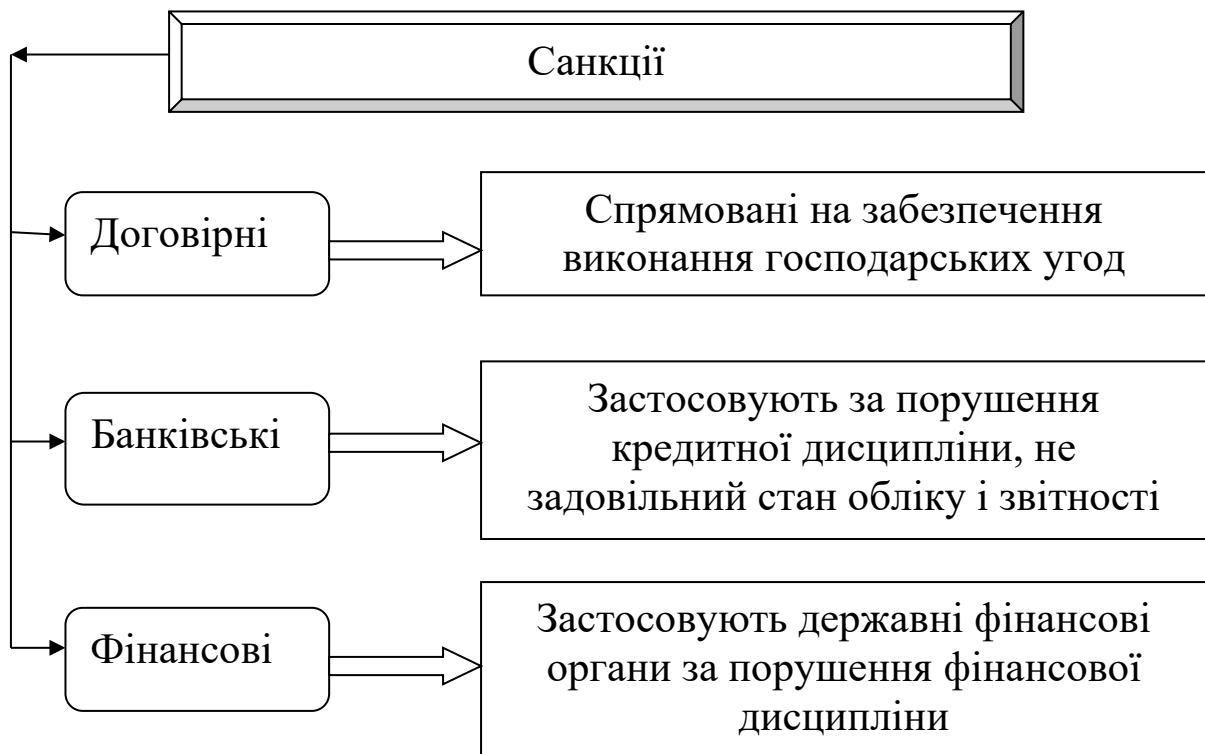 Санкції
Договірні
Спрямовані на забезпечення
виконання господарських угод
Банківські
Застосовують за порушення
кредитної дисципліни, не
задовільний стан обліку і звітності
Фінансові
Застосовують державні фінансові
органи за порушення фінансової
дисципліни